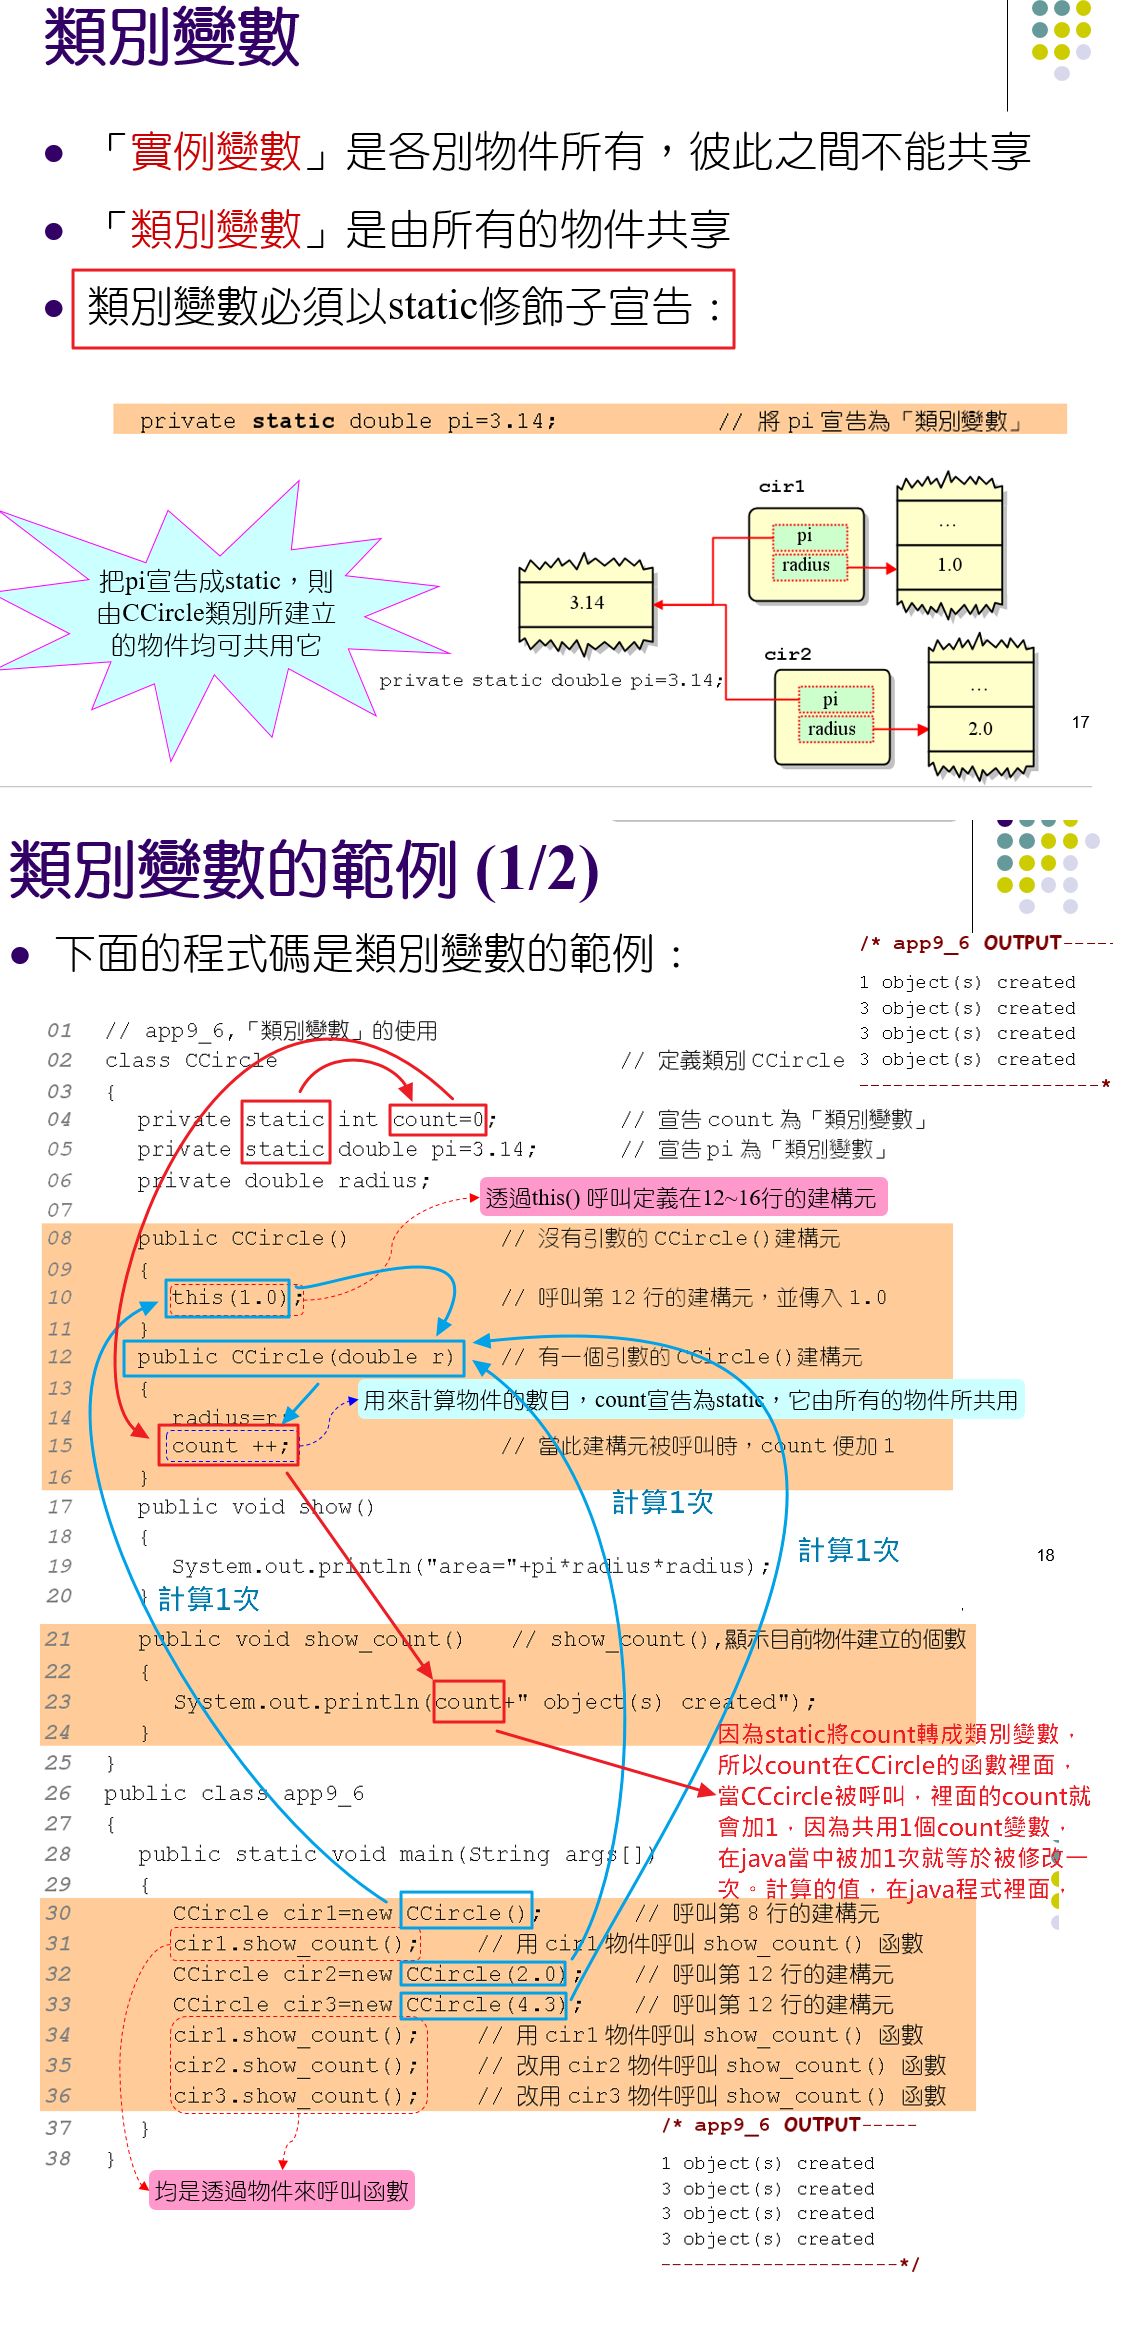 類別變數
「實例變數」是各別物件所有，彼此之間不能共享
「類別變數」是由所有的物件共享
類別變數必須以static修飾子宣告：
private static double pi=3.14; // 將 pi 宣告為「類別變數」
把pi宣告成static，則
由CCircle類別所建立
的物件均可共用它
3.14
private static double pi=3.14;
cir1
pi
radius
...
1.0
cir2
pi
radius
...
2.0
17
類別變數的範例 (1/2)
下面的程式碼是類別變數的範例：
/* app9_6 OUTPUT-----
1 object(s) created
3 object(s) created
3 object(s) created
3 object(s) created
----------------------*
01 // app9_6,「類別變數」的使用
02 class CCircle // 定義類別 CCircle
03 {
04 private static int count=0; // 宣告 count 為「類別變數」
05 private static double pi=3.14; // 宣告 pi 為「類別變數」
06 private double radius;
透過this() 呼叫定義在12~16行的建構元
07
08 public CCircle() // 沒有引數的 CCircle()建構元
09 {
10 this(1.0); // 呼叫第 12 行的建構元，並傳入 1.0
11 }
12 public CCircle(double r) // 有一個引數的 CCircle()建構元
13 {
用來計算物件的數目，count宣告為static，它由所有的物件所共用
14 radius=r;
15 count ++; // 當此建構元被呼叫時，count 便加 1
16 }
計算1次
17 public void show()
18 {
計算1次
18
19 System.out.println("area="+pi*radius*radius);
20 }
計算1次
21 public void show_count() // show_count(),顯示目前物件建立的個數
22 {
23 System.out.println(count+" object(s) created");
24 }
因為static將count轉成類別變數，
所以count在CCircle的函數裡面，
當CCcircle被呼叫，裡面的count就
會加1，因為共用1個count變數，
在java當中被加1次就等於被修改一
次。計算的值，在java程式裡面，
25 }
26 public class app9_6
27 {
28 public static void main(String args[])
29 {
30 CCircle cir1=new CCircle(); // 呼叫第 8 行的建構元
31 cir1.show_count(); // 用 cir1 物件呼叫 show_count() 函數
32 CCircle cir2=new CCircle(2.0); // 呼叫第 12 行的建構元
33 CCircle cir3=new CCircle(4.3); // 呼叫第 12 行的建構元
34 cir1.show_count(); // 用 cir1 物件呼叫 show_count() 函數
35 cir2.show_count(); // 改用 cir2 物件呼叫 show_count() 函數
36 cir3.show_count(); // 改用 cir3 物件呼叫 show_count() 函數
37 }
38 }
均是透過物件來呼叫函數
/* app9_6 OUTPUT-----
1 object(s) created
3 object(s) created
3 object(s) created
3 object(s) created
---------------------*/